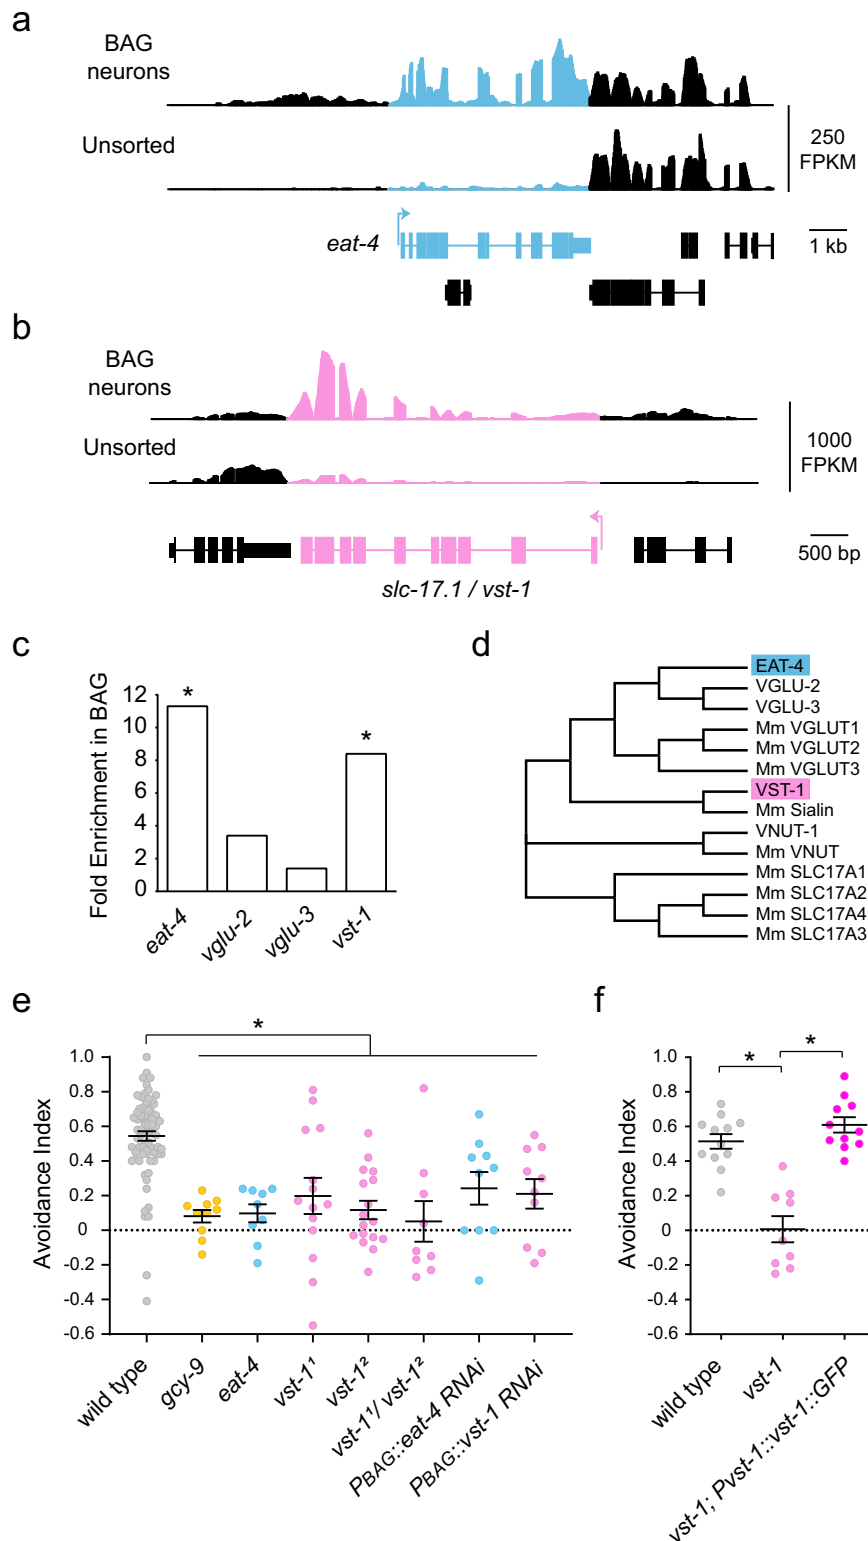 a
BAG
neurons
Unsorted
250
FPKM
eat-4
1 kb
b
BAG
neurons
Unsorted
1000
FPKM
500 bp
slc-17.1 / vst-1
c
Fold Enrichment in BAG
12
10
8
6
4
2
0
*
*
eat-4
vglu-2
vglu-3
vst-1
d
EAT-4
VGLU-2
VGLU-3
Mm VGLUT1
Mm VGLUT2
Mm VGLUT3
VST-1
Mm Sialin
VNUT-1
Mm VNUT
Mm SLC17A1
Mm SLC17A2
Mm SLC17A4
Mm SLC17A3
e
*
Avoidance Index
1.0
0.8
0.6
0.4
0.2
0
-0.2
-0.4
-0.6
wild type
gcy-9
eat-4
vst-1¹
vst-1²
vst-1¹/ vst-1²
PBAG::eat-4 RNAi
PBAG::vst-1 RNAi
f
*
*
Avoidance Index
1.0
0.8
0.6
0.4
0.2
0
-0.2
-0.4
-0.6
wild type
vst-1
vst-1; Pvst-1::vst-1::GFP